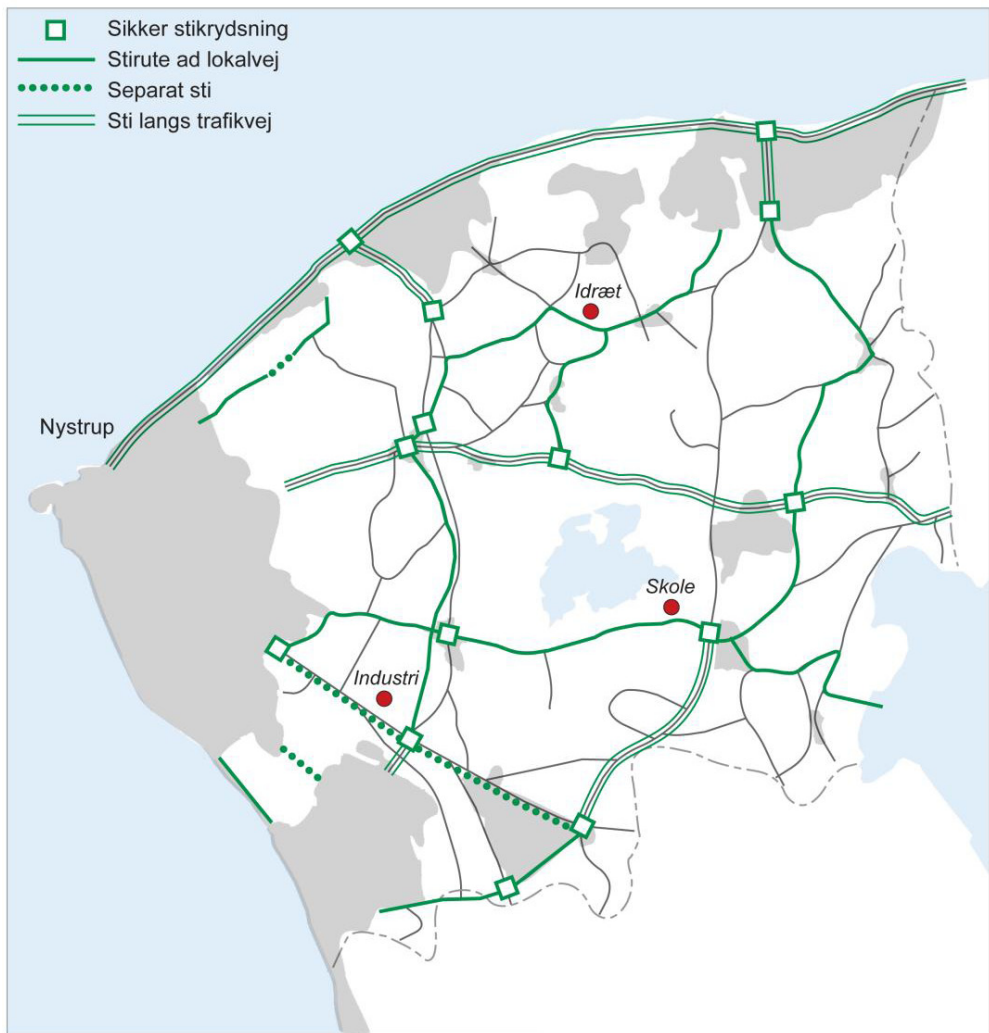 Sikker stikrydsning
Stirute ad lokalvej
Separat sti
Sti langs trafikvej
Idræt
Nystrup
Skole
Industri